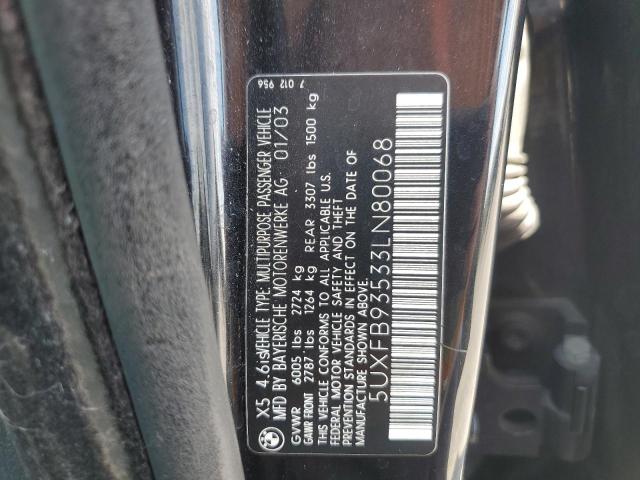 7 012 956
X5 4.6is VEHICLE TYPE: MULTIPURPOSE PASSENGER VEHICLE
MFD BY BAYERISCHE MOTORENWERKE AG 01/03
GVWR 6005 lbs 2724 kg
GAWR FRONT 2787 lbs 1264 kg REAR 3307 lbs 1500 kg
THIS VEHICLE CONFORMS TO ALL APPLICABLE U.S.
FEDERAL MOTOR VEHICLE SAFETY AND THEFT
PREVENTION STANDARDS IN EFFECT ON THE DATE OF
MANUFACTURE SHOWN ABOVE.
5UXFB93533LN80068